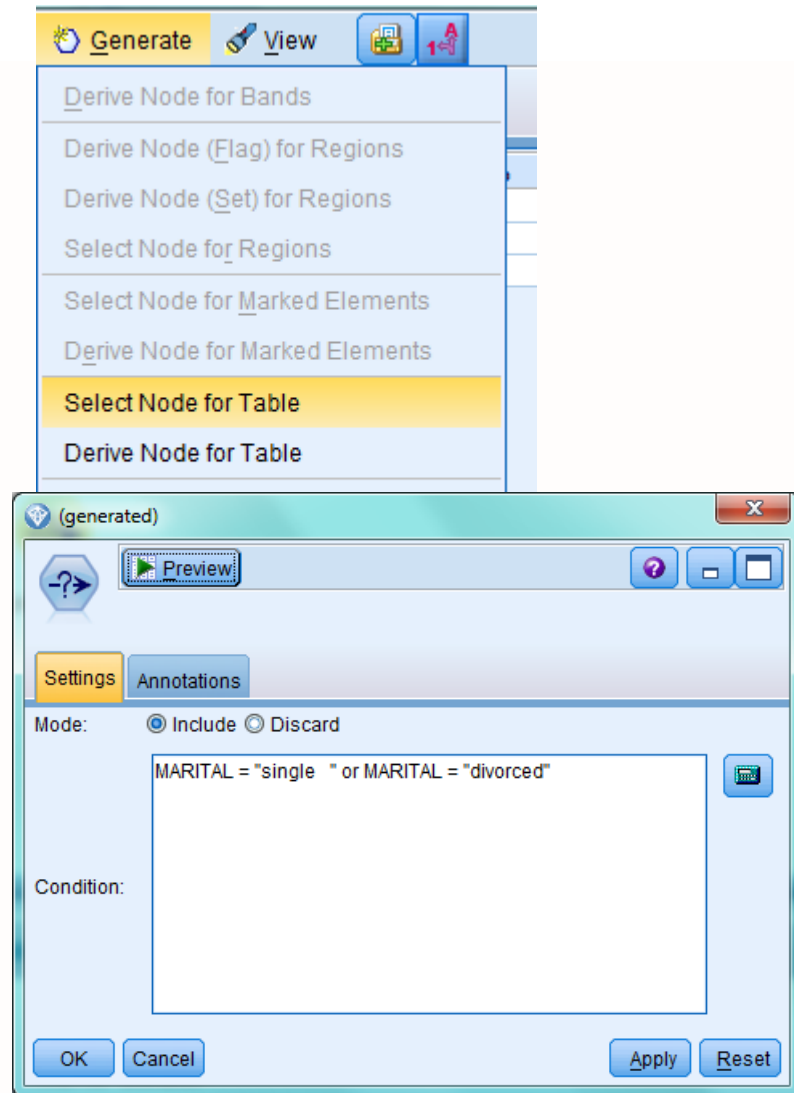 Generate View A 1
Derive Node for Bands
Derive Node (Flag) for Regions
Derive Node (Set) for Regions
Select Node for Regions
Select Node for Marked Elements
Derive Node for Marked Elements
Select Node for Table
Derive Node for Table
(generated)
-?> Preview ?
Settings Annotations
Mode: Include Discard
MARITAL = "single   " or MARITAL = "divorced"
Condition:
OK Cancel Apply Reset